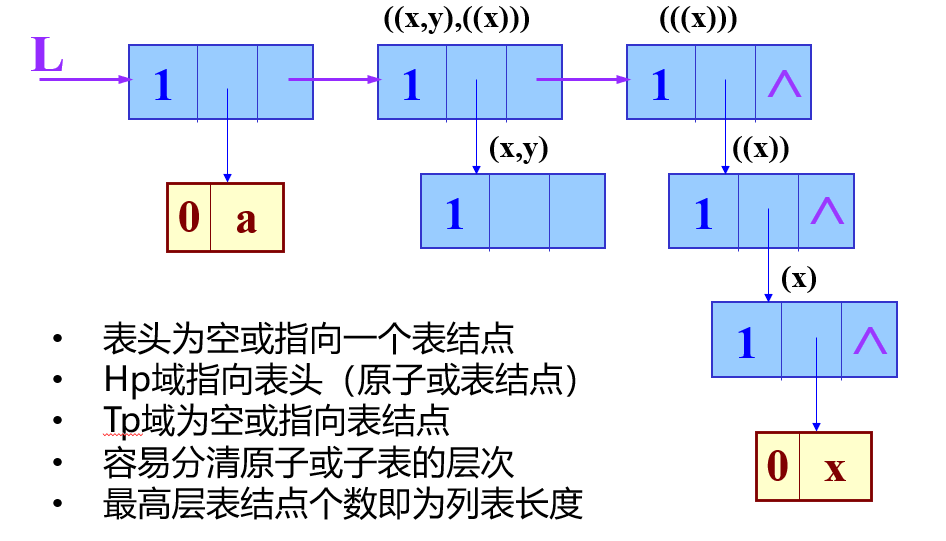 ((x,y),((x)))
(((x)))
L
1
1
1 ^
(x,y)
((x))
0 a
1
1 ^
(x)
1 ^
0 x
• 表头为空或指向一个表结点
• Hp域指向表头（原子或表结点）
• Tp域为空或指向表结点
• 容易分清原子或子表的层次
• 最高层表结点个数即为列表长度